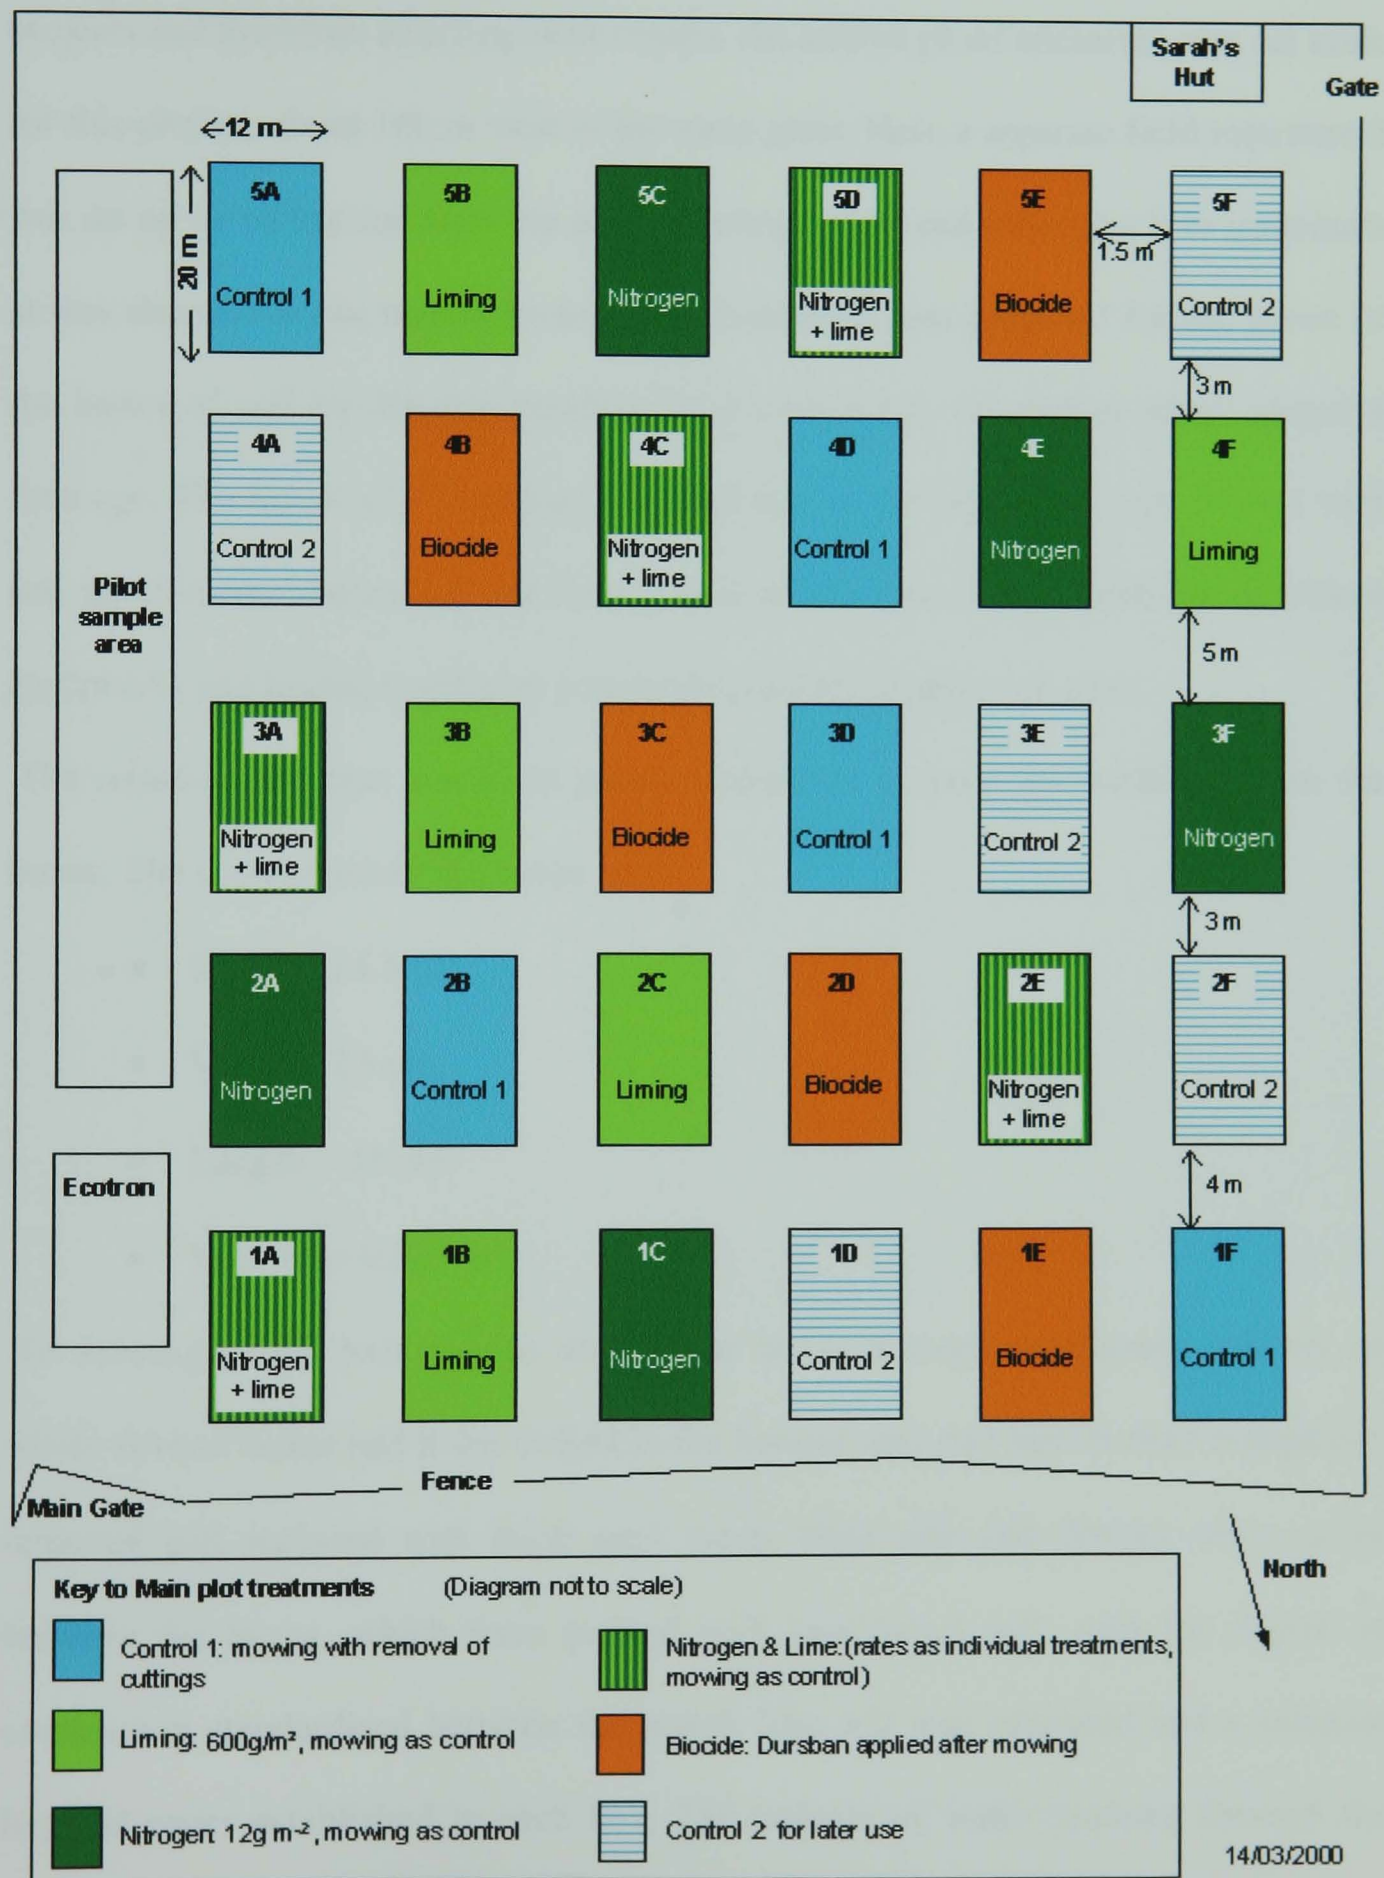 Sarah's
Hut
Gate
12 m
20 m
5A
Control 1
5B
Liming
5C
Nitrogen
5D
Nitrogen
+ lime
5E
Biocide
1.5 m
5F
Control 2
3 m
4A
Control 2
4B
Biocide
4C
Nitrogen
+ lime
4D
Control 1
4E
Nitrogen
4F
Liming
Pilot
sample
area
5 m
3A
Nitrogen
+ lime
3B
Liming
3C
Biocide
3D
Control 1
3E
Control 2
3F
Nitrogen
3 m
2A
Nitrogen
2B
Control 1
2C
Liming
2D
Biocide
2E
Nitrogen
+ lime
2F
Control 2
Ecotron
4 m
1A
Nitrogen
+ lime
1B
Liming
1C
Nitrogen
1D
Control 2
1E
Biocide
1F
Control 1
Fence
Main Gate
North
Key to Main plot treatments (Diagram not to scale)
Control 1: mowing with removal of
cuttings
Liming: 600g/m², mowing as control
Nitrogen: 12g m⁻², mowing as control
Nitrogen & Lime:(rates as individual treatments,
mowing as control)
Biocide: Dursban applied after mowing
Control 2 for later use
14/03/2000